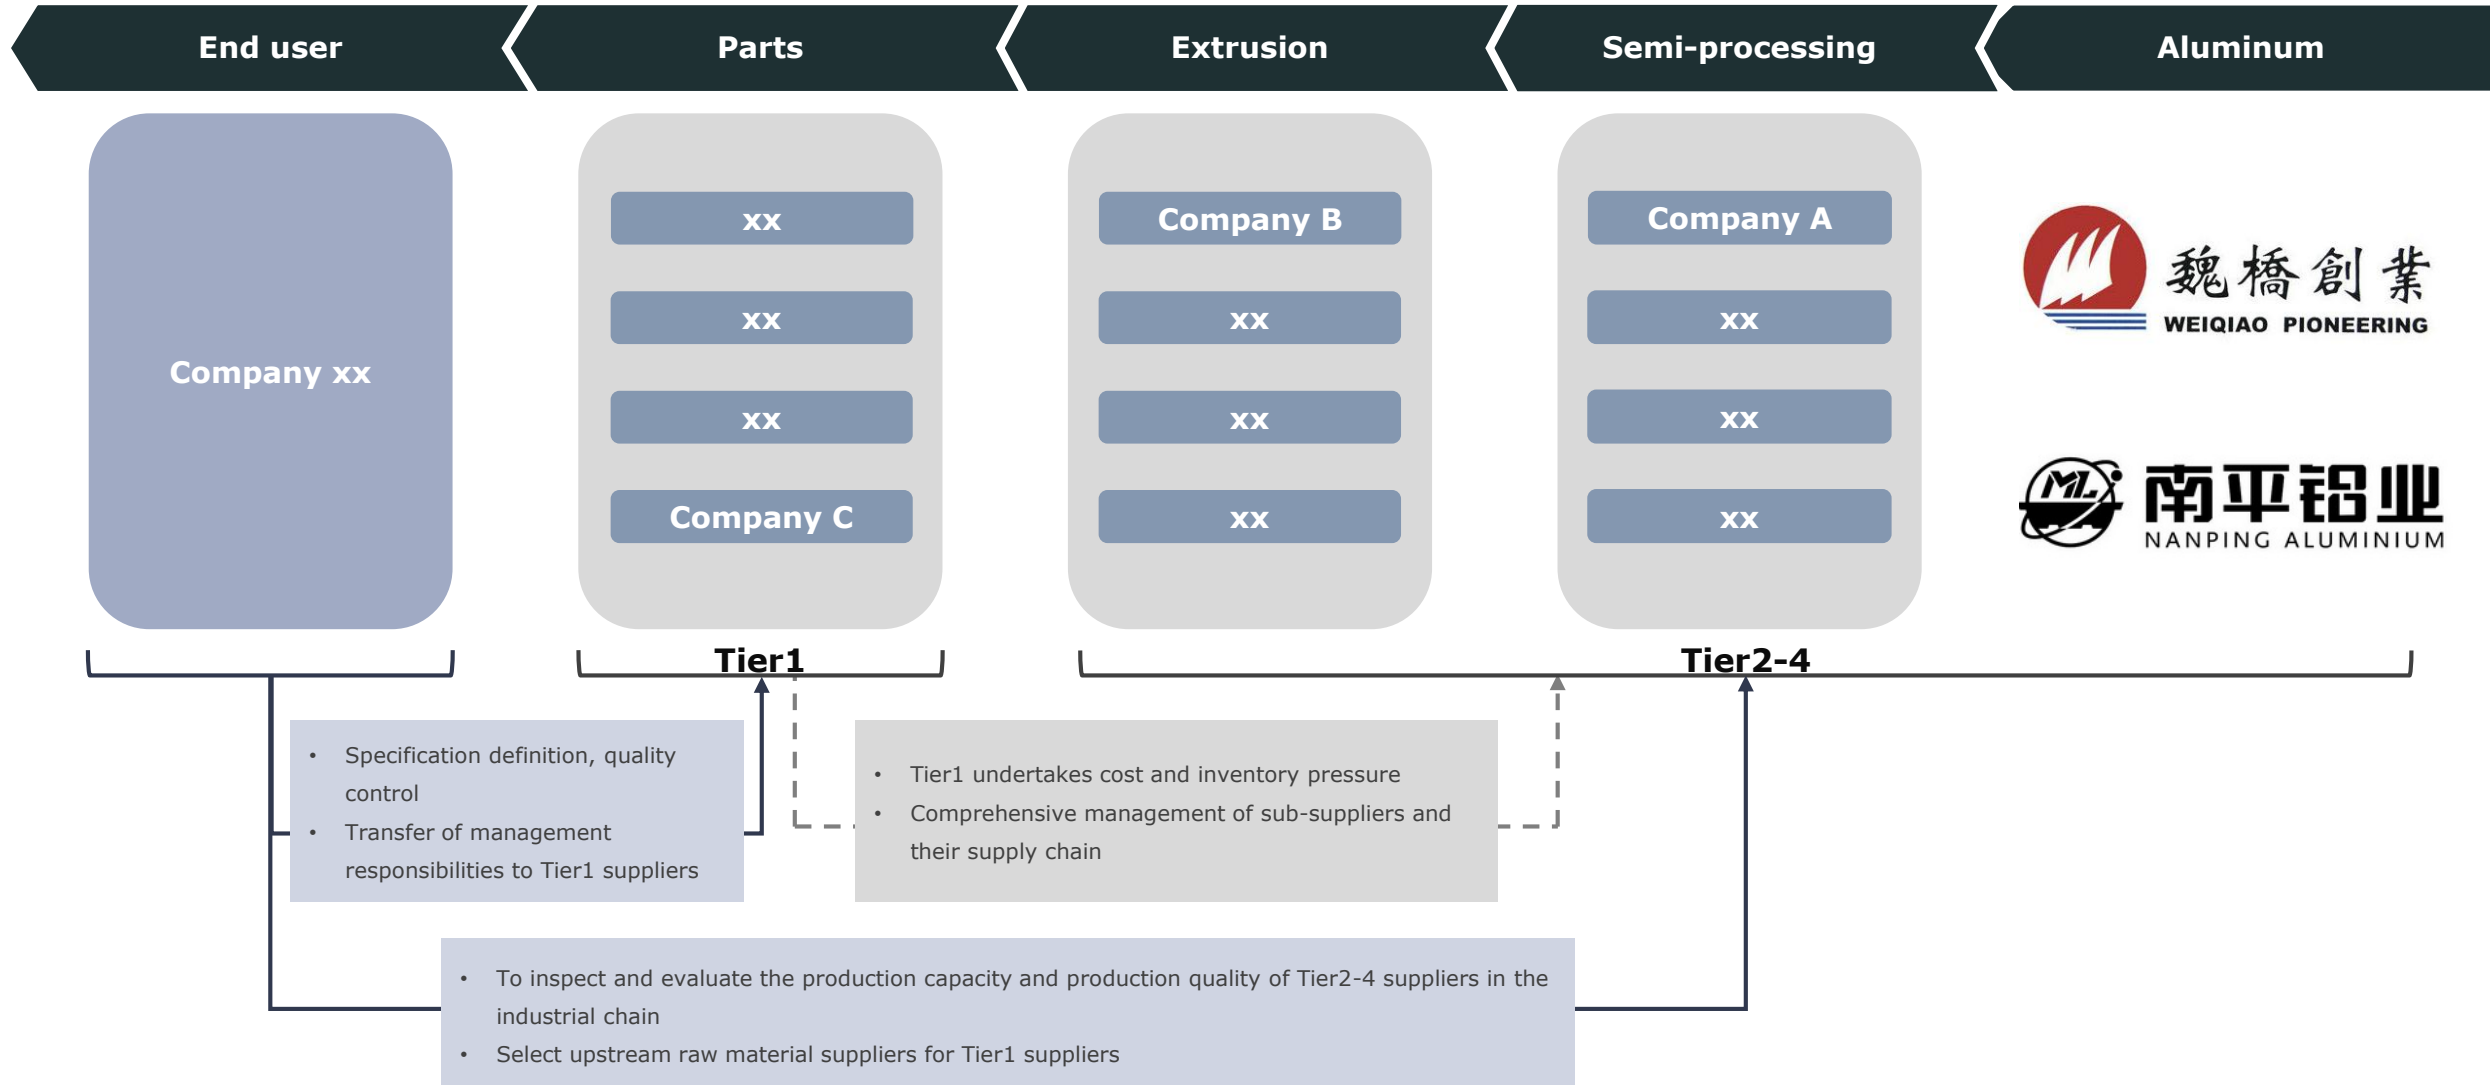 End user
Parts
Extrusion
Semi-processing
Aluminum
Company xx
xx
xx
xx
Company C
Company B
xx
xx
xx
Company A
xx
xx
xx
魏橋創業
WEIQIAO PIONEERING
ML
南平铝业
NANPING ALUMINIUM
Tier1
Tier2-4
• Specification definition, quality
control
• Transfer of management
responsibilities to Tier1 suppliers
• Tier1 undertakes cost and inventory pressure
• Comprehensive management of sub-suppliers and
their supply chain
• To inspect and evaluate the production capacity and production quality of Tier2-4 suppliers in the
industrial chain
• Select upstream raw material suppliers for Tier1 suppliers